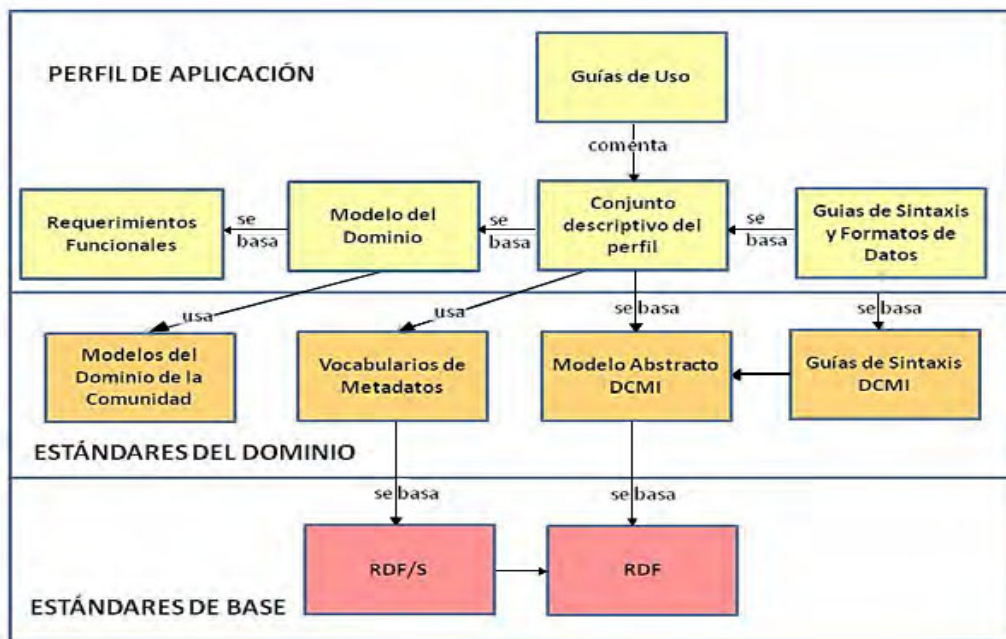 PERFIL DE APLICACIÓN
Guías de Uso
comenta
Requerimientos
Funcionales
se
basa
Modelo del
Dominio
se
basa
Conjunto
descriptivo del
perfil
se
basa
Guias de Sintaxis
y Formatos de
Datos
usa
usa
se basa
se basa
Modelos del
Dominio de la
Comunidad
Vocabularios de
Metadatos
Modelo Abstracto
DCMI
Guías de Sintaxis
DCMI
ESTÁNDARES DEL DOMINIO
se basa
se basa
RDF/S
RDF
ESTÁNDARES DE BASE